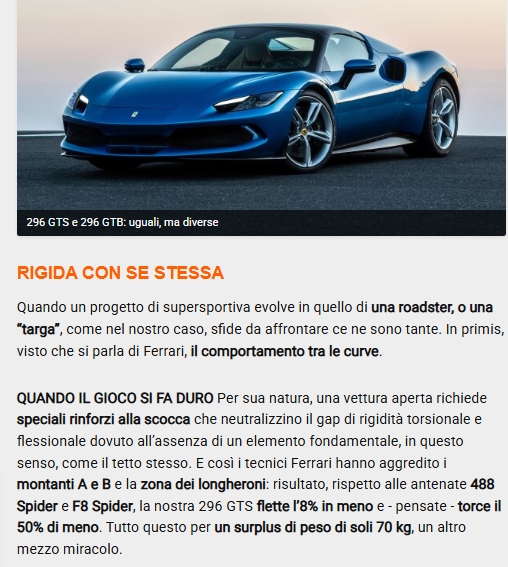 296 GTS e 296 GTB: uguali, ma diverse
RIGIDA CON SE STESSA
Quando un progetto di supersportiva evolve in quello di una roadster, o una
“targa”, come nel nostro caso, sfide da affrontare ce ne sono tante. In primis,
visto che si parla di Ferrari, il comportamento tra le curve.
QUANDO IL GIOCO SI FA DURO Per sua natura, una vettura aperta richiede
speciali rinforzi alla scocca che neutralizzino il gap di rigidità torsionale e
flessionale dovuto all’assenza di un elemento fondamentale, in questo
senso, come il tetto stesso. E così i tecnici Ferrari hanno aggredito i
montanti A e B e la zona dei longheroni: risultato, rispetto alle antenate 488
Spider e F8 Spider, la nostra 296 GTS flette l’8% in meno e - pensate - torce il
50% di meno. Tutto questo per un surplus di peso di soli 70 kg, un altro
mezzo miracolo.